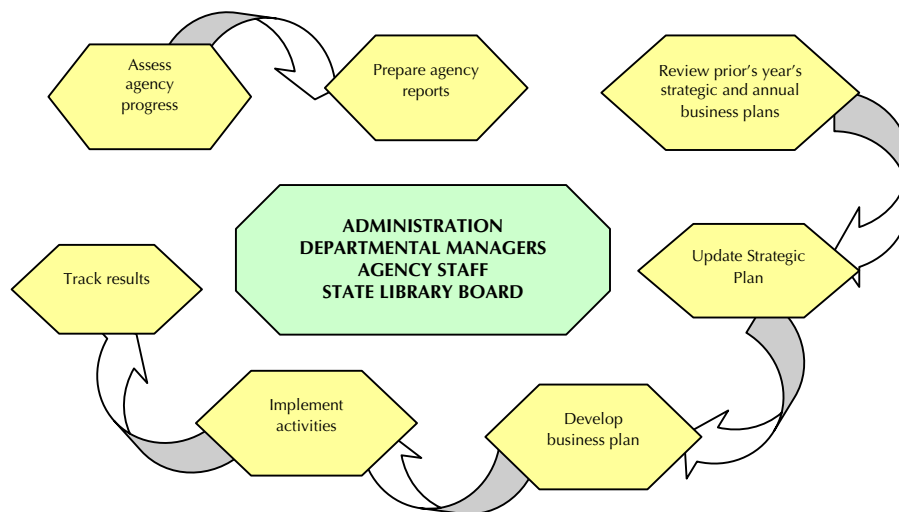 Assess
agency
progress
Prepare agency
reports
Review prior's year's
strategic and annual
business plans
ADMINISTRATION
DEPARTMENTAL MANAGERS
AGENCY STAFF
STATE LIBRARY BOARD
Update Strategic
Plan
Track results
Implement
activities
Develop
business plan